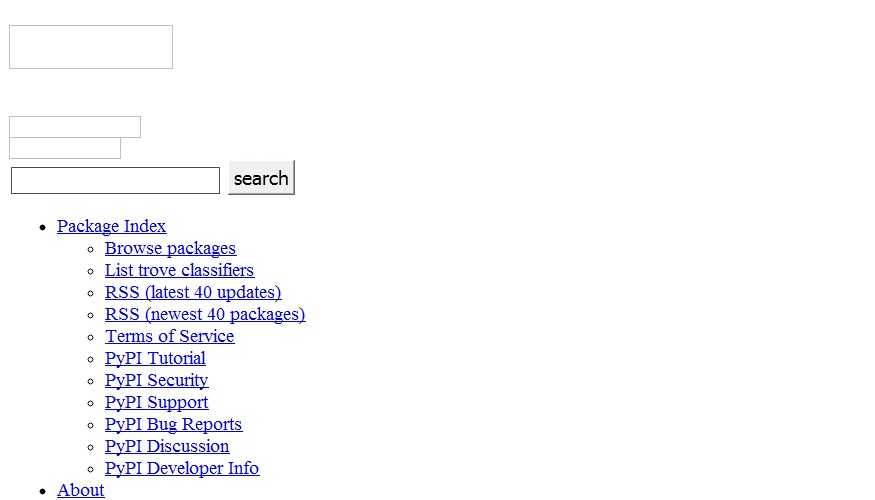 search
Package Index
Browse packages
List trove classifiers
RSS (latest 40 updates)
RSS (newest 40 packages)
Terms of Service
PyPI Tutorial
PyPI Security
PyPI Support
PyPI Bug Reports
PyPI Discussion
PyPI Developer Info
About